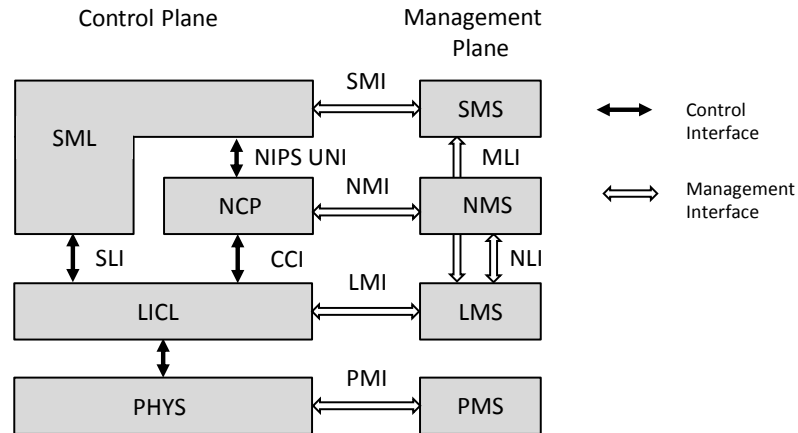 Control Plane
Management
Plane
SMI
SML
SMS
Control
Interface
NIPS UNI
MLI
NMI
NCP
NMS
Management
Interface
SLI
CCI
NLI
LMI
LICL
LMS
PMI
PHYS
PMS